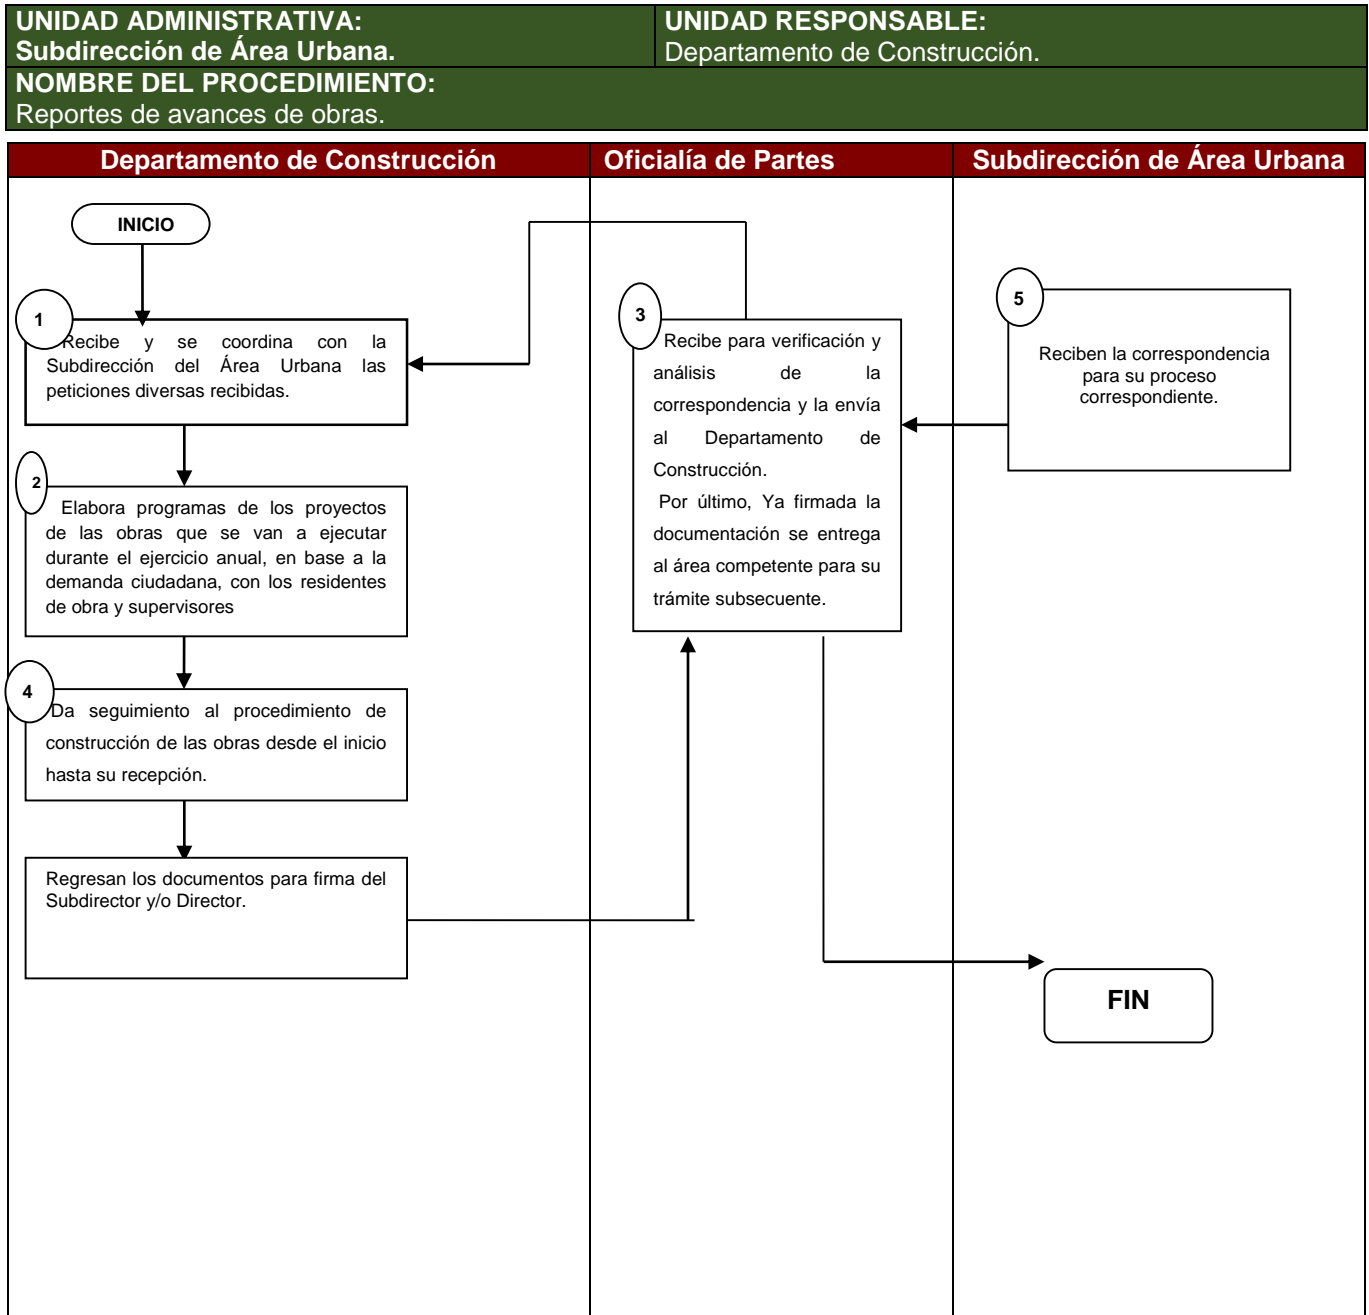 UNIDAD ADMINISTRATIVA:
Subdirección de Área Urbana.
UNIDAD RESPONSABLE:
Departamento de Construcción.
NOMBRE DEL PROCEDIMIENTO:
Reportes de avances de obras.
Departamento de Construcción
Oficialía de Partes
Subdirección de Área Urbana
INICIO
1
Recibe y se coordina con la
Subdirección del Área Urbana las
peticiones diversas recibidas.
2
Elabora programas de los proyectos
de las obras que se van a ejecutar
durante el ejercicio anual, en base a la
demanda ciudadana, con los residentes
de obra y supervisores
4
Da seguimiento al procedimiento de
construcción de las obras desde el inicio
hasta su recepción.
Regresan los documentos para firma del
Subdirector y/o Director.
3
Recibe para verificación y
análisis de la
correspondencia y la envía
al Departamento de
Construcción.
Por último, Ya firmada la
documentación se entrega
al área competente para su
trámite subsecuente.
5
Reciben la correspondencia
para su proceso
correspondiente.
FIN